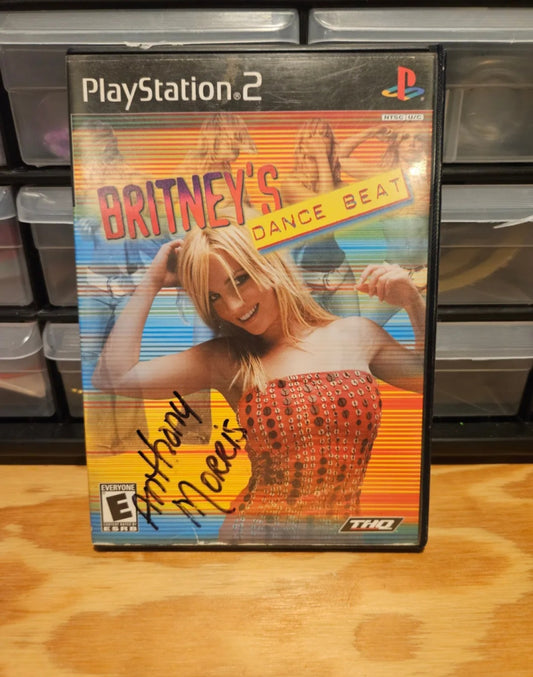 PlayStation®2
NTSC U/C
BRITNEY'S
DANCE BEAT
Anthony
Morris
EVERYONE
E
ESRB
THQ